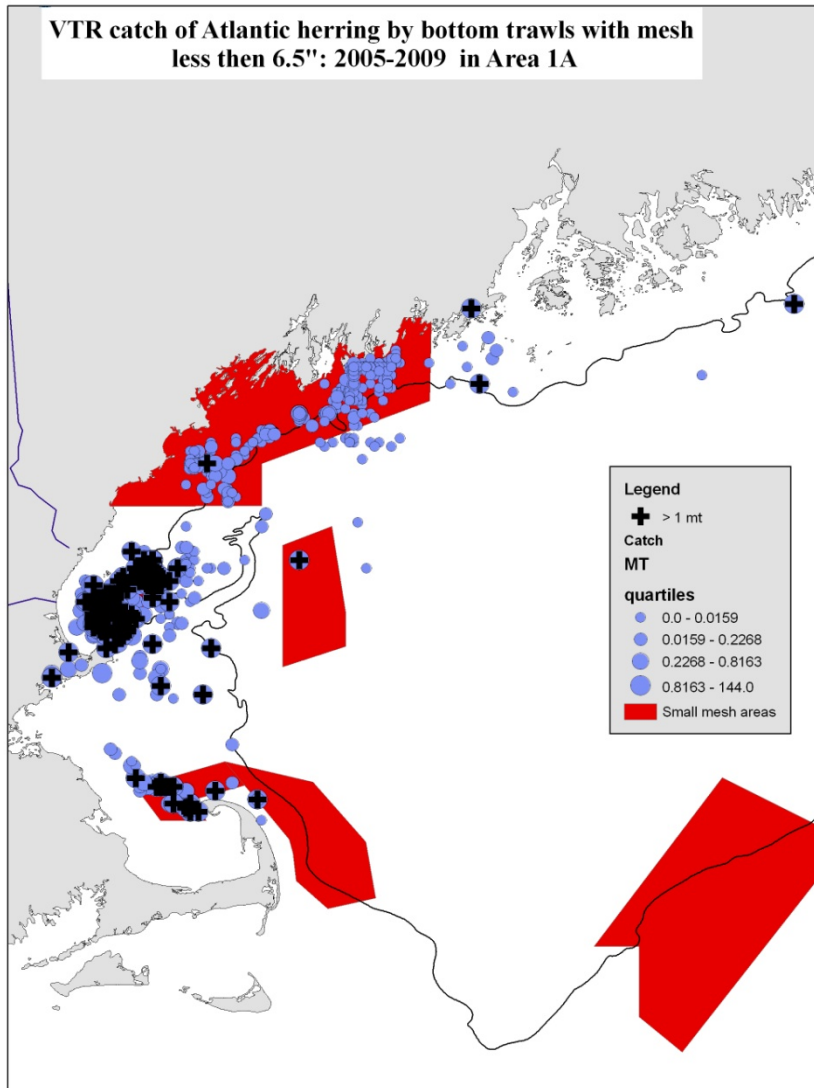 VTR catch of Atlantic herring by bottom trawls with mesh
less then 6.5": 2005-2009 in Area 1A
Legend
> 1 mt
Catch
MT
quartiles
0.0 - 0.0159
0.0159 - 0.2268
0.2268 - 0.8163
0.8163 - 144.0
Small mesh areas